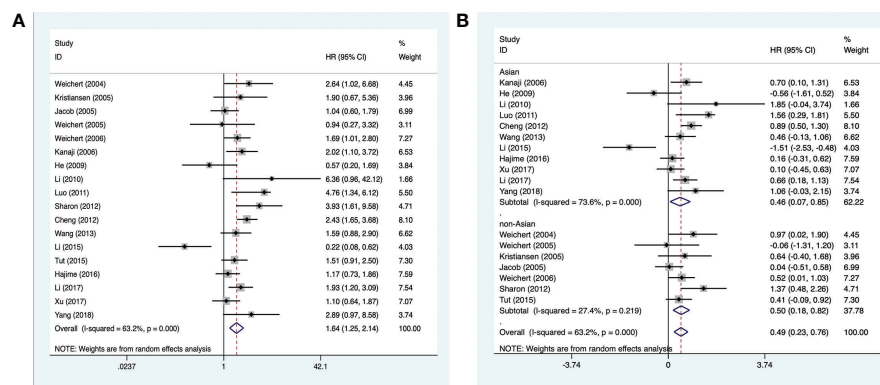 A
Study %
ID HR (95% CI) Weight
Weichert (2004) 2.64 (1.02, 6.68) 4.45
Kristiansen (2005) 1.90 (0.67, 5.36) 3.96
Jacob (2005) 1.04 (0.60, 1.79) 6.99
Weichert (2005) 0.94 (0.27, 3.32) 3.11
Weichert (2006) 1.69 (1.01, 2.80) 7.27
Kanaji (2006) 2.02 (1.10, 3.72) 6.53
He (2009) 0.57 (0.20, 1.69) 3.84
Li (2010) 6.36 (0.96, 42.12) 1.66
Luo (2011) 4.76 (1.34, 6.12) 5.50
Sharon (2012) 3.93 (1.61, 9.58) 4.71
Cheng (2012) 2.43 (1.65, 3.68) 8.10
Wang (2013) 1.59 (0.88, 2.90) 6.62
Li (2015) 0.22 (0.08, 0.62) 4.03
Tut (2015) 1.51 (0.91, 2.50) 7.30
Hajime (2016) 1.17 (0.73, 1.86) 7.59
Li (2017) 1.93 (1.20, 3.09) 7.54
Xu (2017) 1.10 (0.64, 1.87) 7.07
Yang (2018) 2.89 (0.97, 8.58) 3.74
Overall (I-squared = 63.2%, p = 0.000) 1.64 (1.25, 2.14) 100.00
NOTE: Weights are from random effects analysis
.0237 1 42.1
B
Study %
ID HR (95% CI) Weight
Asian
Kanaji (2006) 0.70 (0.10, 1.31) 6.53
He (2009) -0.56 (-1.61, 0.52) 3.84
Li (2010) 1.85 (-0.04, 3.74) 1.66
Luo (2011) 1.56 (0.29, 1.81) 5.50
Cheng (2012) 0.89 (0.50, 1.30) 8.10
Wang (2013) 0.46 (-0.13, 1.06) 6.62
Li (2015) -1.51 (-2.53, -0.48) 4.03
Hajime (2016) 0.16 (-0.31, 0.62) 7.59
Xu (2017) 0.10 (-0.45, 0.63) 7.07
Li (2017) 0.66 (0.18, 1.13) 7.54
Yang (2018) 1.06 (-0.03, 2.15) 3.74
Subtotal (I-squared = 73.6%, p = 0.000) 0.46 (0.07, 0.85) 62.22
.
non-Asian
Weichert (2004) 0.97 (0.02, 1.90) 4.45
Weichert (2005) -0.06 (-1.31, 1.20) 3.11
Kristiansen (2005) 0.64 (-0.40, 1.68) 3.96
Jacob (2005) 0.04 (-0.51, 0.58) 6.99
Weichert (2006) 0.52 (0.01, 1.03) 7.27
Sharon (2012) 1.37 (0.48, 2.26) 4.71
Tut (2015) 0.41 (-0.09, 0.92) 7.30
Subtotal (I-squared = 27.4%, p = 0.219) 0.50 (0.18, 0.82) 37.78
.
Overall (I-squared = 63.2%, p = 0.000) 0.49 (0.23, 0.76) 100.00
NOTE: Weights are from random effects analysis
-3.74 0 3.74